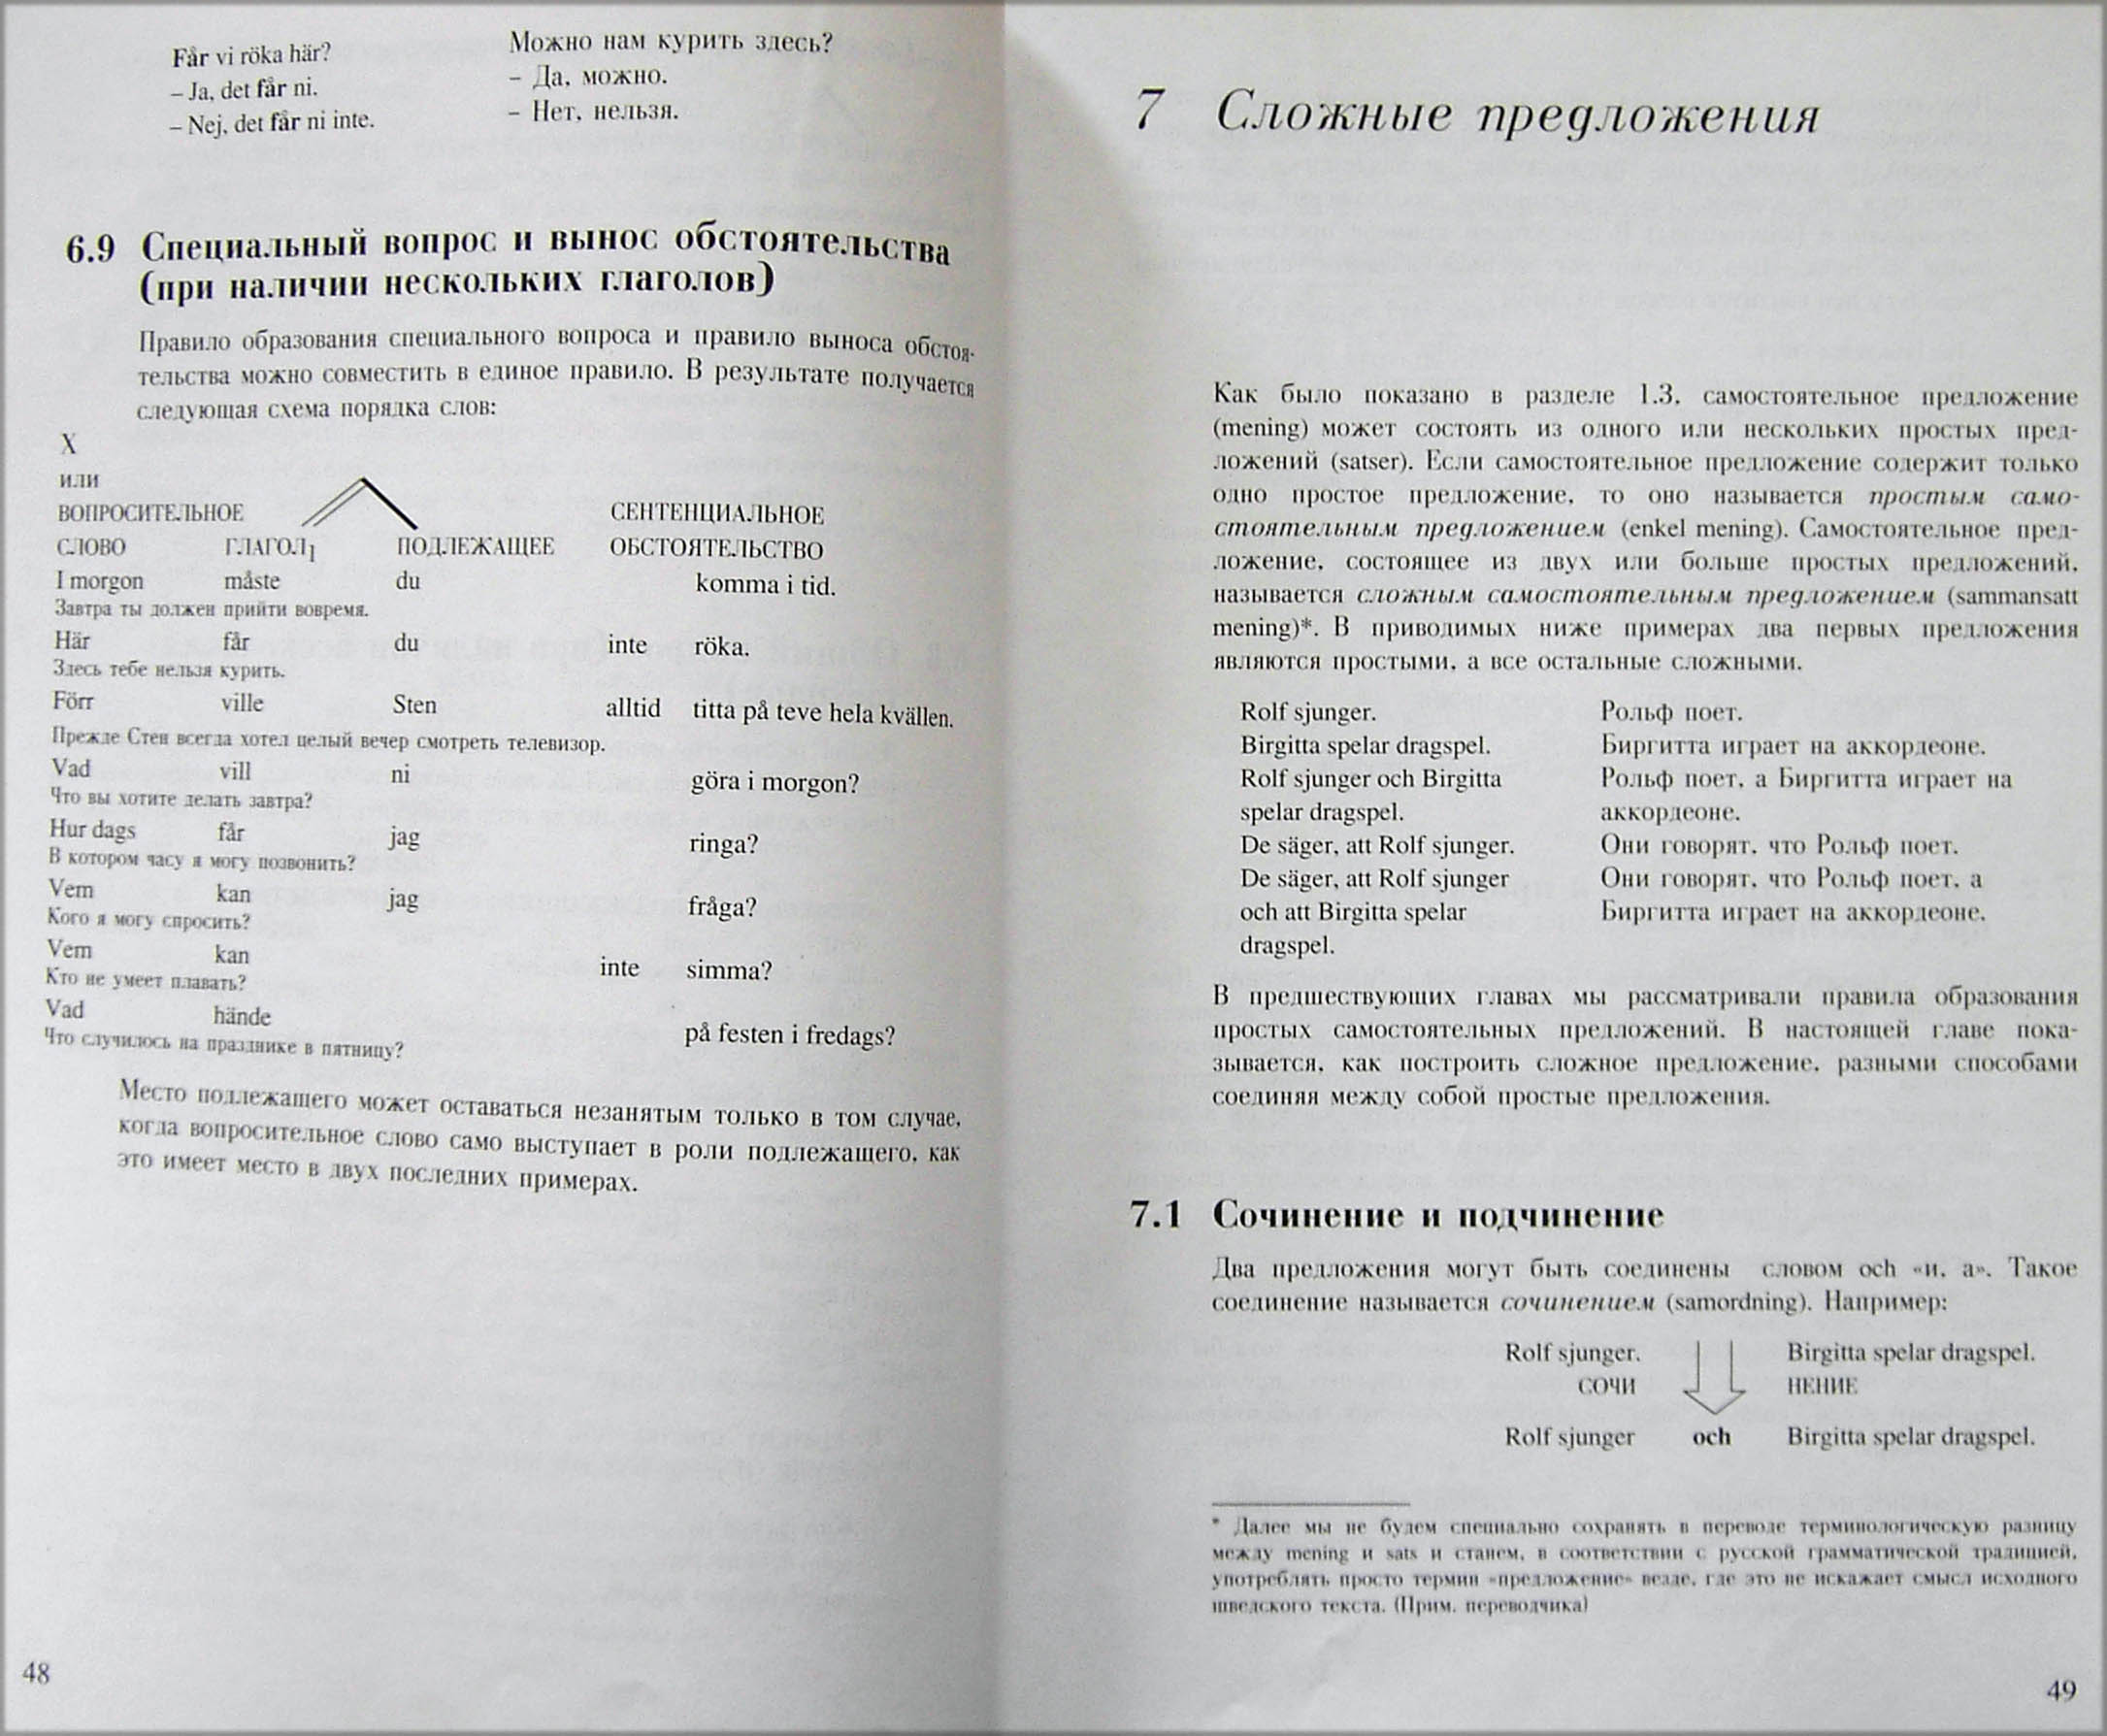 Får vi röka här? Можно нам курить здесь?
– Ja, det får ni. – Да, можно.
– Nej, det får ni inte. – Нет, нельзя.
6.9 Специальный вопрос и вынос обстоятельства
(при наличии нескольких глаголов)
Правило образования специального вопроса и правило выноса обстоя-
тельства можно совместить в единое правило. В результате получается
следующая схема порядка слов:
X
или
ВОПРОСИТЕЛЬНОЕ СЕНТЕНЦИАЛЬНОЕ
СЛОВО ГЛАГОЛ1 ПОДЛЕЖАЩЕЕ ОБСТОЯТЕЛЬСТВО
I morgon måste du komma i tid.
Завтра ты должен прийти вовремя.
Här får du inte röka.
Здесь тебе нельзя курить.
Förr ville Sten alltid titta på teve hela kvällen.
Прежде Стен всегда хотел целый вечер смотреть телевизор.
Vad vill ni göra i morgon?
Что вы хотите делать завтра?
Hur dags får jag ringa?
В котором часу я могу позвонить?
Vem kan jag fråga?
Кого я могу спросить?
Vem kan inte simma?
Кто не умеет плавать?
Vad hände på festen i fredags?
Что случилось на празднике в пятницу?
Место подлежащего может оставаться незанятым только в том случае,
когда вопросительное слово само выступает в роли подлежащего, как
это имеет место в двух последних примерах.
48
7 Сложные предложения
Как было показано в разделе 1.3, самостоятельное предложение
(mening) может состоять из одного или нескольких простых пред-
ложений (satser). Если самостоятельное предложение содержит только
одно простое предложение, то оно называется простым само-
стоятельным предложением (enkel mening). Самостоятельное пред-
ложение, состоящее из двух или больше простых предложений,
называется сложным самостоятельным предложением (sammansatt
mening)*. В приводимых ниже примерах два первых предложения
являются простыми, а все остальные сложными.
Rolf sjunger. Рольф поет.
Birgitta spelar dragspel. Биргитта играет на аккордеоне.
Rolf sjunger och Birgitta Рольф поет, а Биргитта играет на
spelar dragspel. аккордеоне.
De säger, att Rolf sjunger. Они говорят, что Рольф поет.
De säger, att Rolf sjunger Они говорят, что Рольф поет, а
och att Birgitta spelar Биргитта играет на аккордеоне.
dragspel.
В предшествующих главах мы рассматривали правила образования
простых самостоятельных предложений. В настоящей главе пока-
зывается, как построить сложное предложение, разными способами
соединяя между собой простые предложения.
7.1 Сочинение и подчинение
Два предложения могут быть соединены словом och «и, а». Такое
соединение называется сочинением (samordning). Например:
Rolf sjunger. Birgitta spelar dragspel.
СОЧИ НЕНИЕ
Rolf sjunger och Birgitta spelar dragspel.
* Далее мы не будем специально сохранять в переводе терминологическую разницу
между mening и sats и станем, в соответствии с русской грамматической традицией,
употреблять просто термин «предложение» везде, где это не искажает смысл исходного
шведского текста. (Прим. переводчика)
49